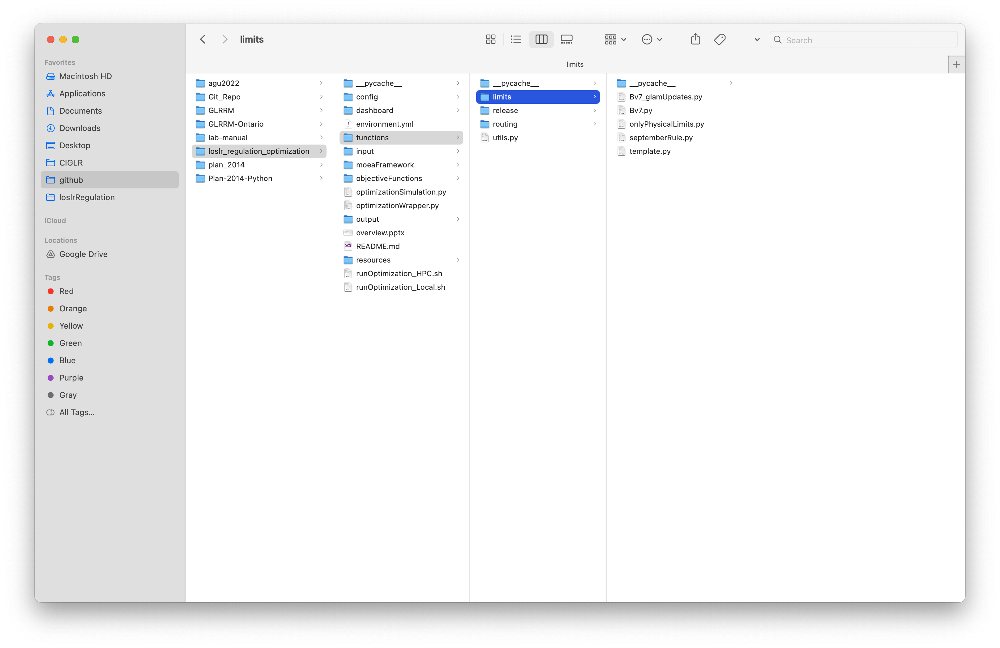 limits
Search
limits
Favorites
Macintosh HD
Applications
Documents
Downloads
Desktop
CIGLR
github
loslrRegulation
iCloud
Locations
Google Drive
Tags
Red
Orange
Yellow
Green
Blue
Purple
Gray
All Tags...
agu2022
Git_Repo
GLRRM
GLRRM-Ontario
lab-manual
loslr_regulation_optimization
plan_2014
Plan-2014-Python
__pycache__
config
dashboard
environment.yml
functions
input
moeaFramework
objectiveFunctions
optimizationSimulation.py
optimizationWrapper.py
output
overview.pptx
MD
README.md
resources
runOptimization_HPC.sh
runOptimization_Local.sh
__pycache__
limits
release
routing
utils.py
__pycache__
Bv7_glamUpdates.py
Bv7.py
onlyPhysicalLimits.py
septemberRule.py
template.py